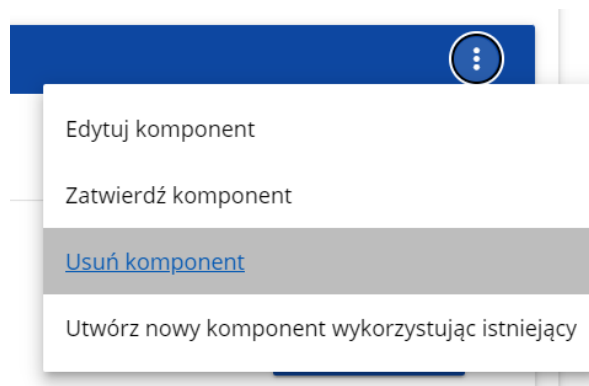 Edytuj komponent
Zatwierdź komponent
Usuń komponent
Utwórz nowy komponent wykorzystując istniejący